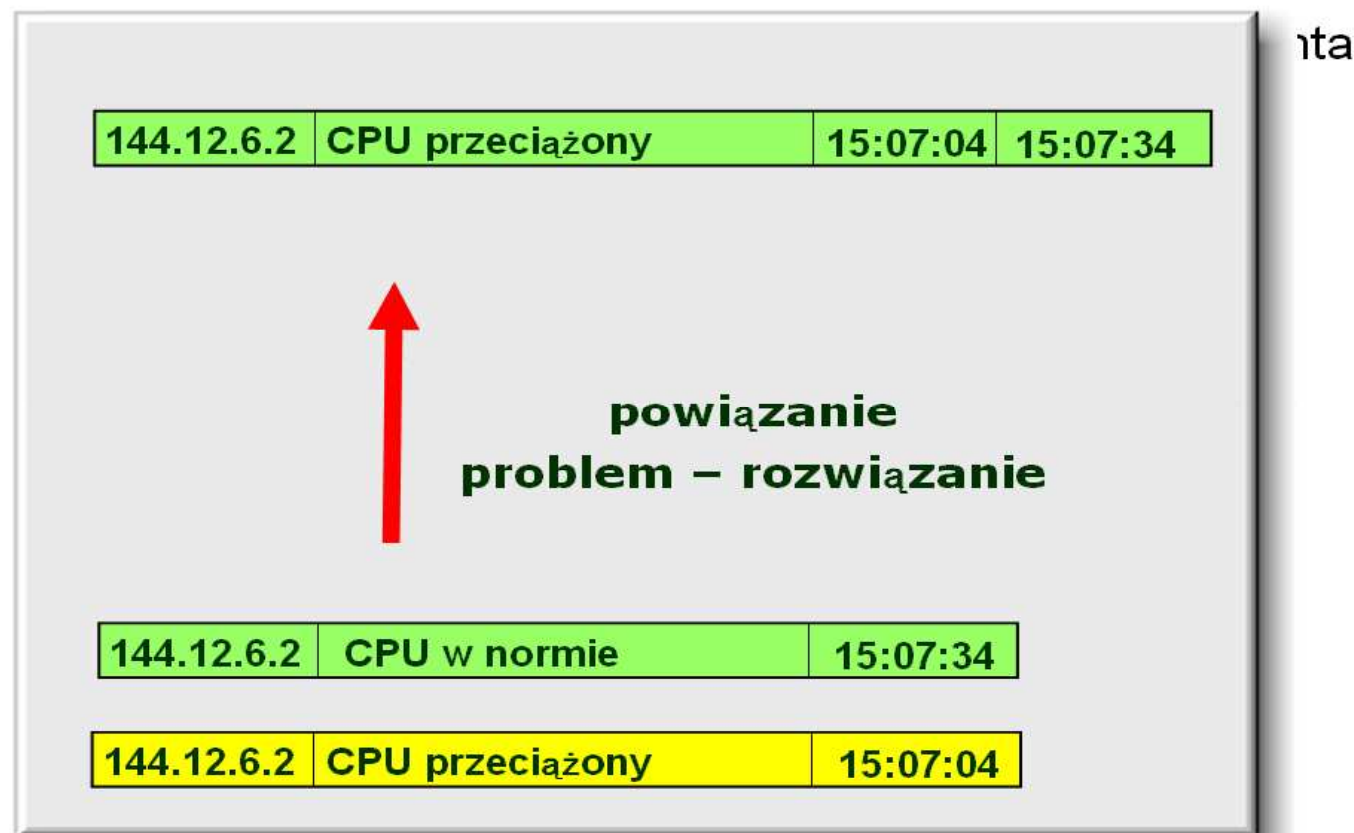 144.12.6.2 CPU przeciążony 15:07:04 15:07:34
powiązanie
problem – rozwiązanie
144.12.6.2 CPU w normie 15:07:34
144.12.6.2 CPU przeciążony 15:07:04